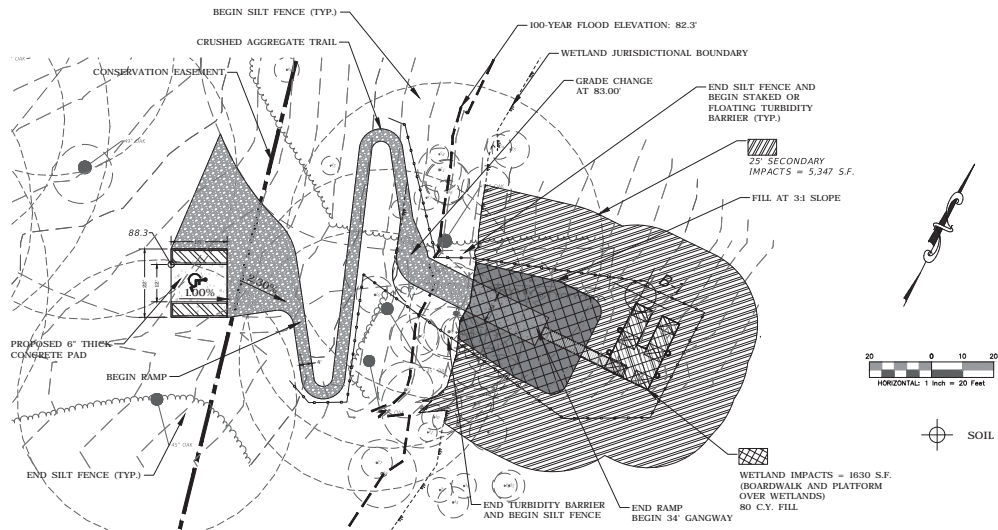 BEGIN SILT FENCE (TYP.)
100-YEAR FLOOD ELEVATION: 82.3'
CRUSHED AGGREGATE TRAIL
WETLAND JURISDICTIONAL BOUNDARY
CONSERVATION EASEMENT
GRADE CHANGE
AT 83.00'
END SILT FENCE AND
BEGIN STAKED OR
FLOATING TURBIDITY
BARRIER (TYP.)
25' SECONDARY
IMPACTS = 5,347 S.F.
FILL AT 3:1 SLOPE
88.3
1.00%
2.30%
B-1
PROPOSED 6" THICK
CONCRETE PAD
BEGIN RAMP
20 0 10 20
HORIZONTAL: 1 Inch = 20 Feet
SOIL
45" OAK
END SILT FENCE (TYP.)
WETLAND IMPACTS = 1630 S.F.
(BOARDWALK AND PLATFORM
OVER WETLANDS)
80 C.Y. FILL
END TURBIDITY BARRIER
AND BEGIN SILT FENCE
END RAMP
BEGIN 34' GANGWAY